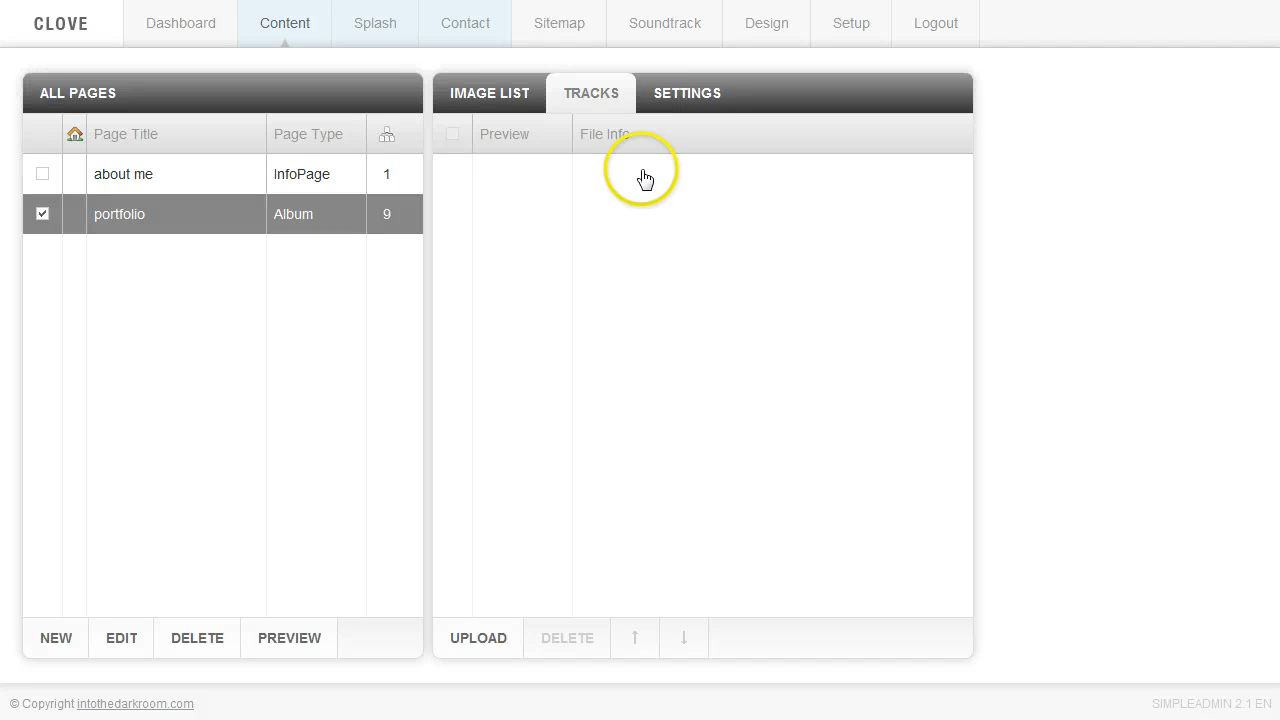 CLOVE Dashboard Content Splash Contact Sitemap Soundtrack Design Setup Logout
ALL PAGES
Page Title Page Type
about me InfoPage 1
portfolio Album 9
NEW EDIT DELETE PREVIEW
IMAGE LIST TRACKS SETTINGS
Preview File Info
UPLOAD DELETE ↑ ↓
© Copyright intothedarkroom.com
SIMPLEADMIN 2.1 EN